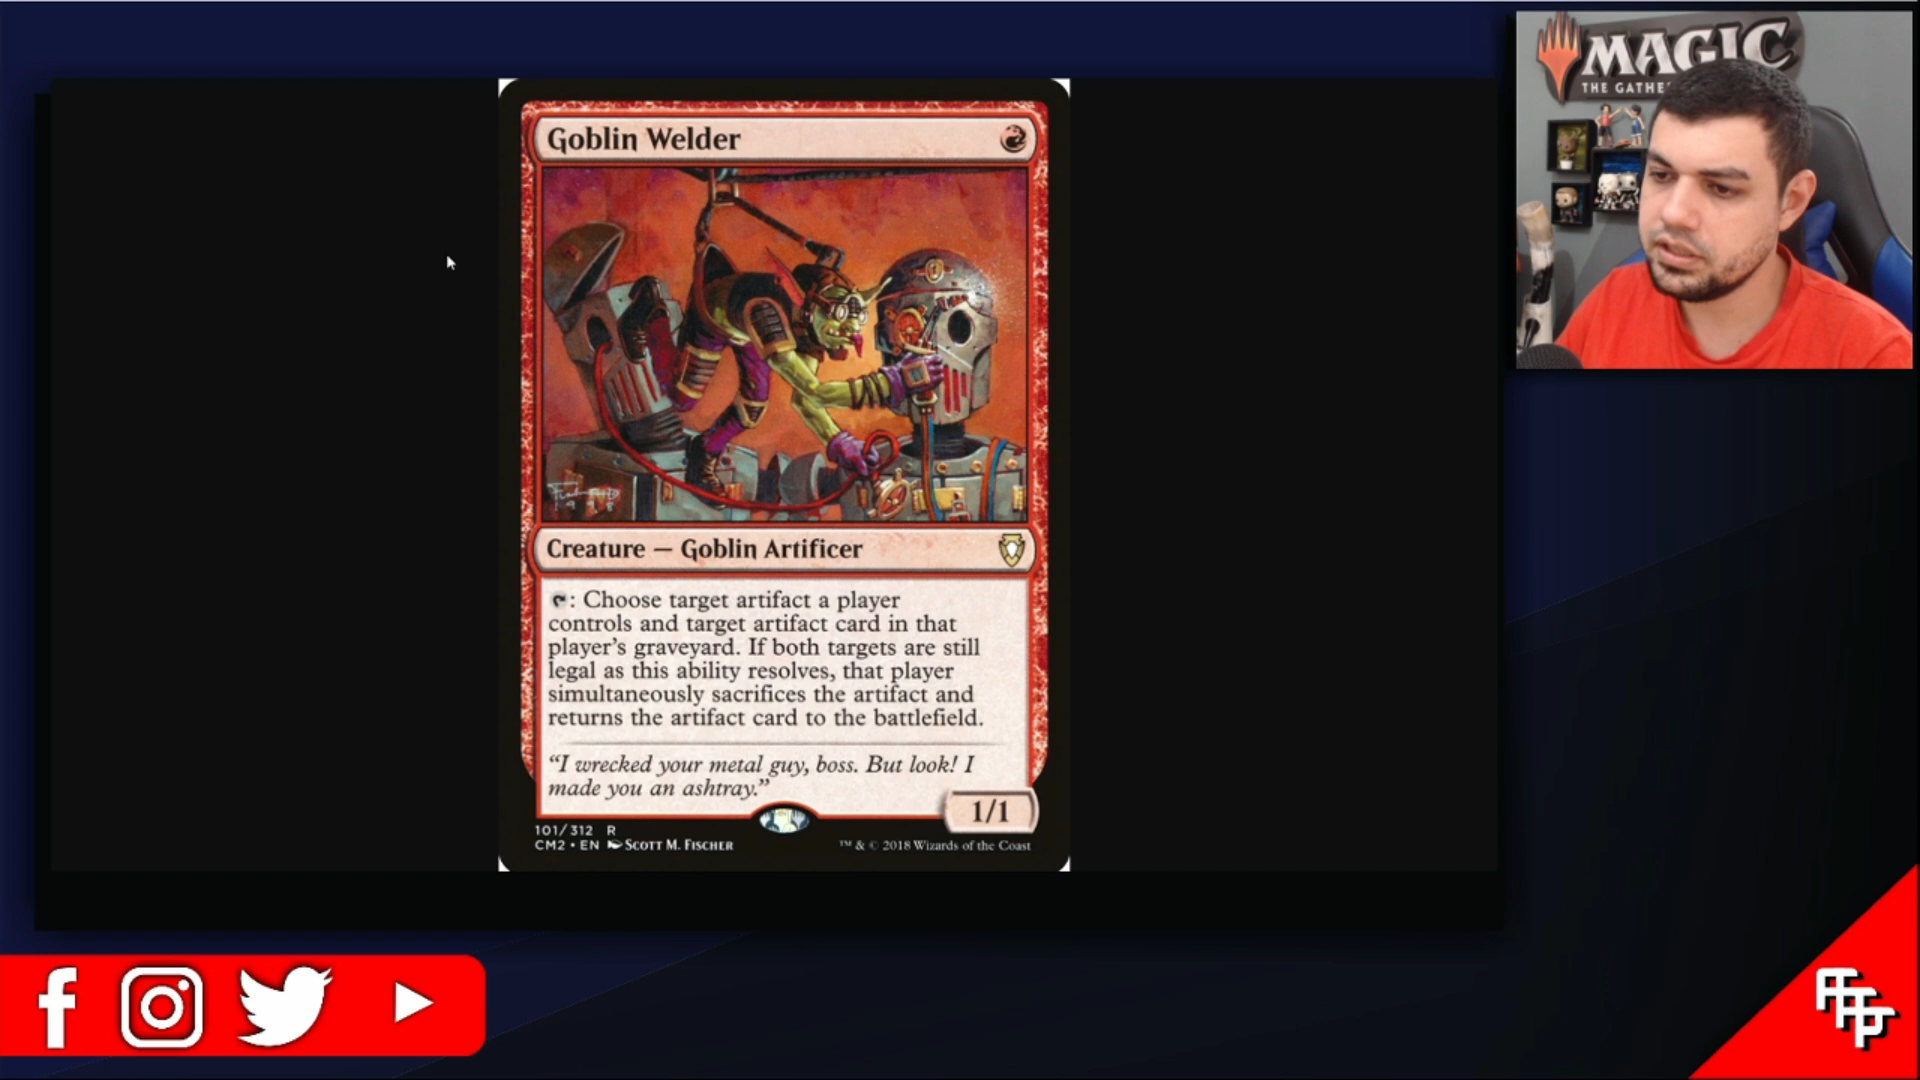 MAGIC
THE GATHE
Goblin Welder
Creature — Goblin Artificer
: Choose target artifact a player
controls and target artifact card in that
player's graveyard. If both targets are still
legal as this ability resolves, that player
simultaneously sacrifices the artifact and
returns the artifact card to the battlefield.
"I wrecked your metal guy, boss. But look! I
made you an ashtray."
1/1
101/312 R
CM2 • EN Scott M. Fischer
™ & © 2018 Wizards of the Coast